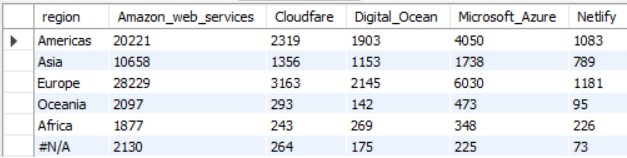 region Amazon_web_services Cloudfare Digital_Ocean Microsoft_Azure Netlify
Americas 20221 2319 1903 4050 1083
Asia 10658 1356 1153 1738 789
Europe 28229 3163 2145 6030 1181
Oceania 2097 293 142 473 95
Africa 1877 243 269 348 226
#N/A 2130 264 175 225 73